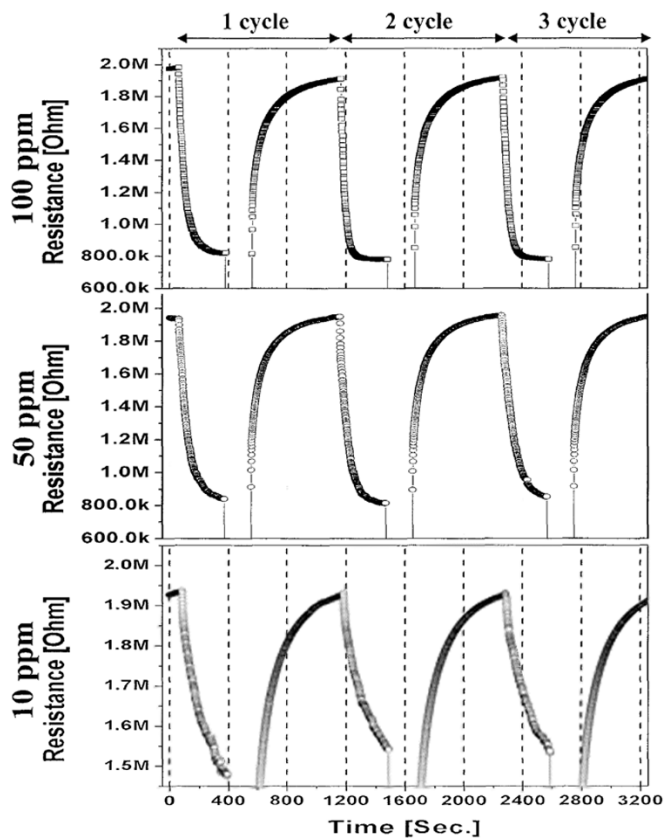 1 cycle 2 cycle 3 cycle
100 ppm
Resistance [Ohm]
2.0M
1.8M
1.6M
1.4M
1.2M
1.0M
800.0k
600.0k
50 ppm
Resistance [Ohm]
2.0M
1.8M
1.6M
1.4M
1.2M
1.0M
800.0k
600.0k
10 ppm
Resistance [Ohm]
2.0M
1.9M
1.8M
1.7M
1.6M
1.5M
0 400 800 1200 1600 2000 2400 2800 3200
Time [Sec.]